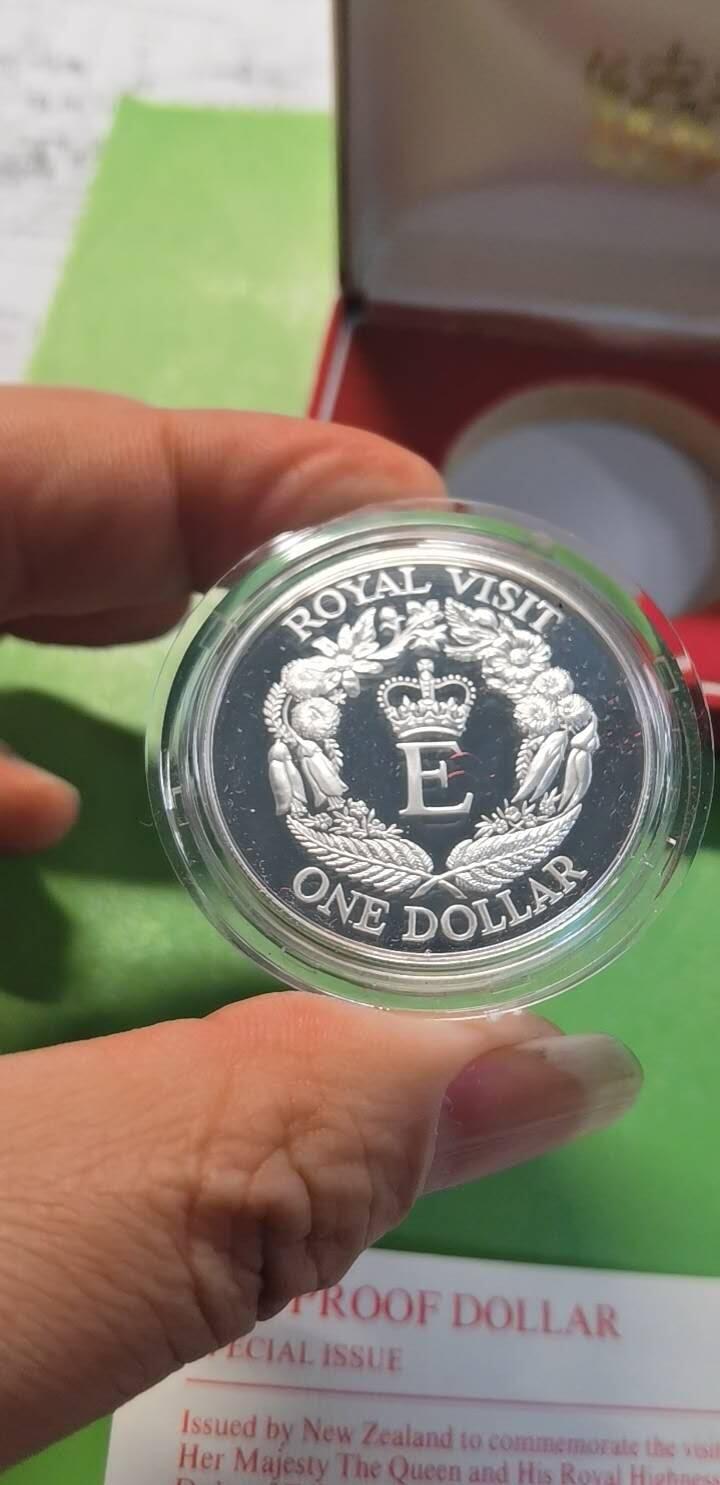 ROYAL VISIT
E
ONE DOLLAR
PROOF DOLLAR
SPECIAL ISSUE
Issued by New Zealand to commemorate the visit
Her Majesty The Queen and His Royal Highness